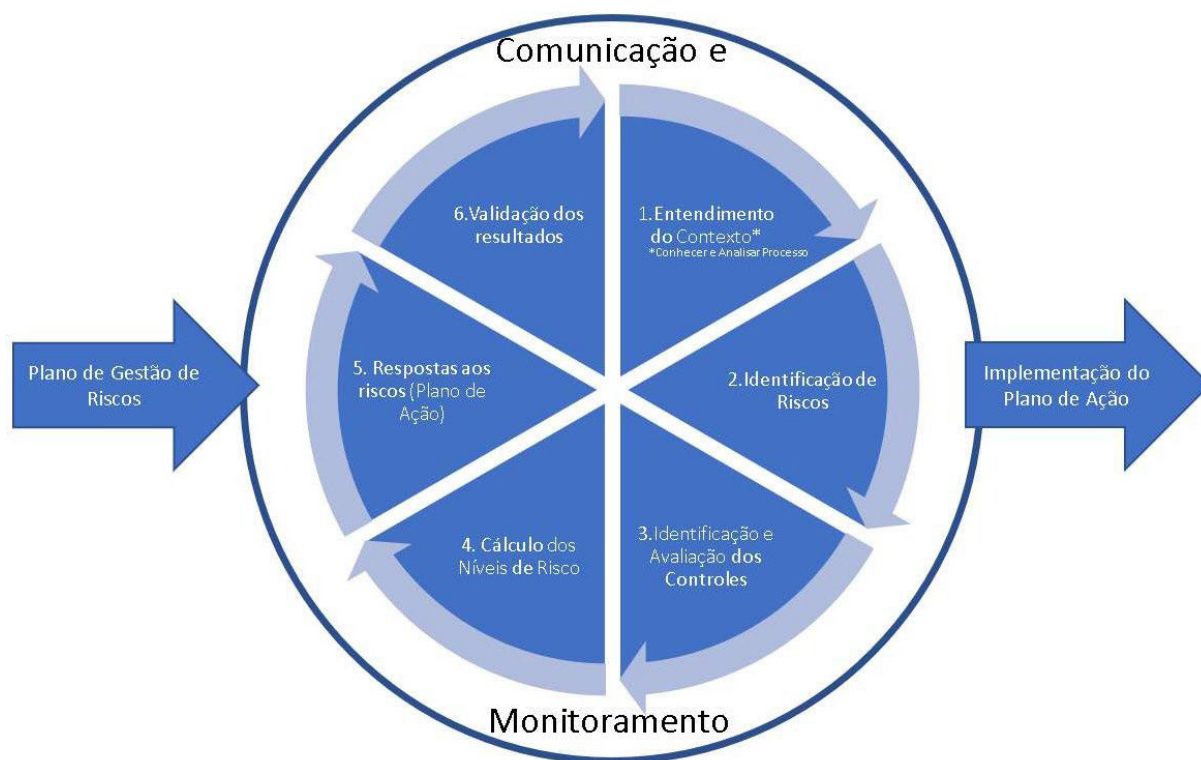 Comunicação e
6.Validação dos
resultados
1.Entendimento
do Contexto*
*Conhecer e Analisar Processo
Plano de Gestão de
Riscos
5. Respostas aos
riscos (Plano de
Ação)
2.Identificação de
Riscos
Implementação do
Plano de Ação
4. Cálculo dos
Níveis de Risco
3.Identificação e
Avaliação dos
Controles
Monitoramento